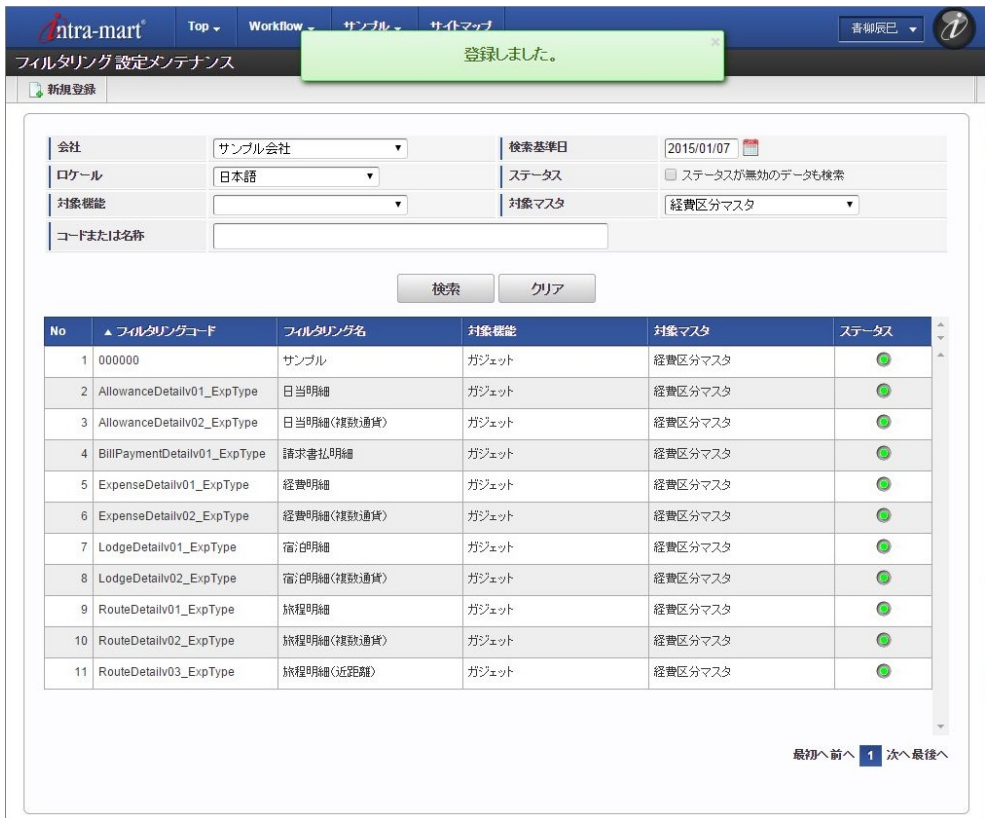 intra-mart Top Workflow サンプル サイトマップ 青柳辰巳
登録しました。 ×
フィルタリング設定メンテナンス
新規登録
会社 サンプル会社 検索基準日 2015/01/07
ロケール 日本語 ステータス ステータスが無効のデータも検索
対象機能 対象マスタ 経費区分マスタ
コードまたは名称
検索 クリア
No ▲ フィルタリングコード フィルタリング名 対象機能 対象マスタ ステータス
1 000000 サンプル ガジェット 経費区分マスタ
2 AllowanceDetailv01_ExpType 日当明細 ガジェット 経費区分マスタ
3 AllowanceDetailv02_ExpType 日当明細(複数通貨) ガジェット 経費区分マスタ
4 BillPaymentDetailv01_ExpType 請求書払明細 ガジェット 経費区分マスタ
5 ExpenseDetailv01_ExpType 経費明細 ガジェット 経費区分マスタ
6 ExpenseDetailv02_ExpType 経費明細(複数通貨) ガジェット 経費区分マスタ
7 LodgeDetailv01_ExpType 宿泊明細 ガジェット 経費区分マスタ
8 LodgeDetailv02_ExpType 宿泊明細(複数通貨) ガジェット 経費区分マスタ
9 RouteDetailv01_ExpType 旅程明細 ガジェット 経費区分マスタ
10 RouteDetailv02_ExpType 旅程明細(複数通貨) ガジェット 経費区分マスタ
11 RouteDetailv03_ExpType 旅程明細(近距離) ガジェット 経費区分マスタ
最初へ 前へ 1 次へ 最後へ